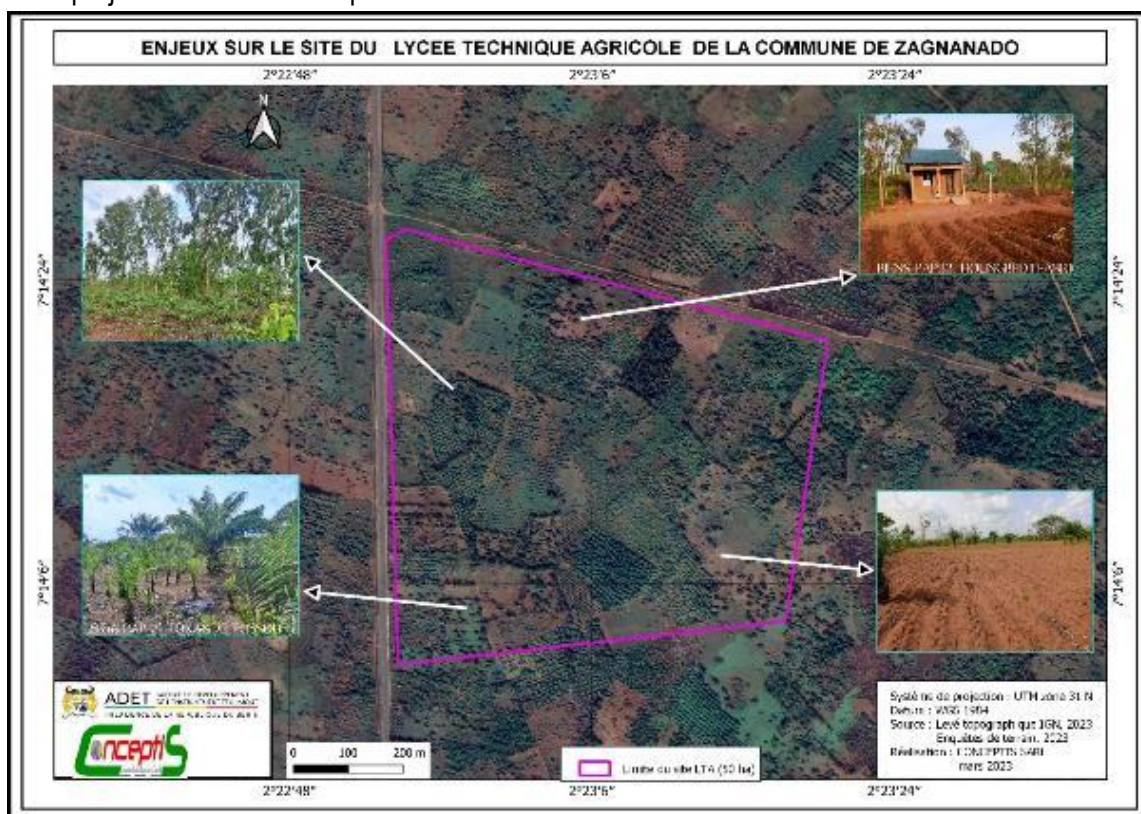 ENJEUX SUR LE SITE DU LYCEE TECHNIQUE AGRICOLE DE LA COMMUNE DE ZAGNANADO
2°22'48" 2°23'6" 2°23'24"
N
7°14'24" 7°14'24"
7°14'6" 7°14'6"
ADET
ConceptiS
0 100 200 m
Limite du site LTA (50 ha)
Système de projection : UTM zone 31 N
Datum : WGS 1984
Source : Levé topographique IGN, 2023
Enquêtes de terrain, 2023
Réalisation : CONCEPTIS SARL
mars 2023
2°22'48" 2°23'6" 2°23'24"